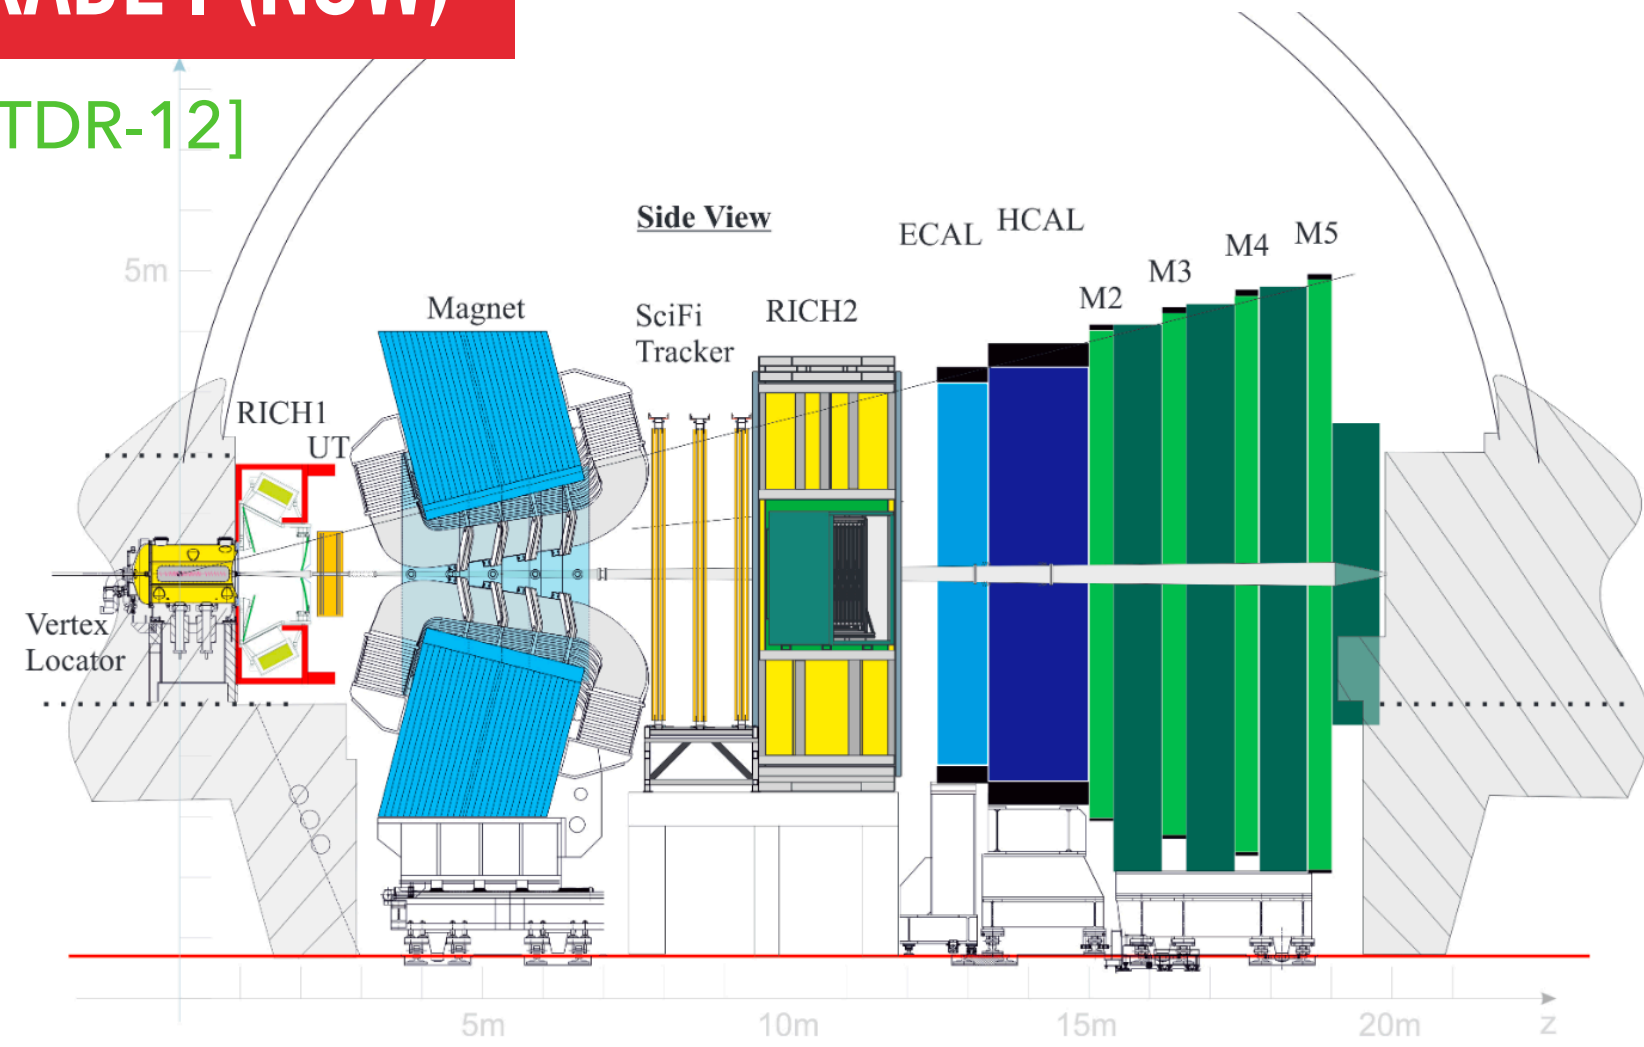 (NOW)
TDR-12]
Side View
ECAL
HCAL
M2
M3
M4
M5
5m
Magnet
SciFi
Tracker
RICH2
RICH1
UT
Vertex
Locator
5m
10m
15m
20m
z